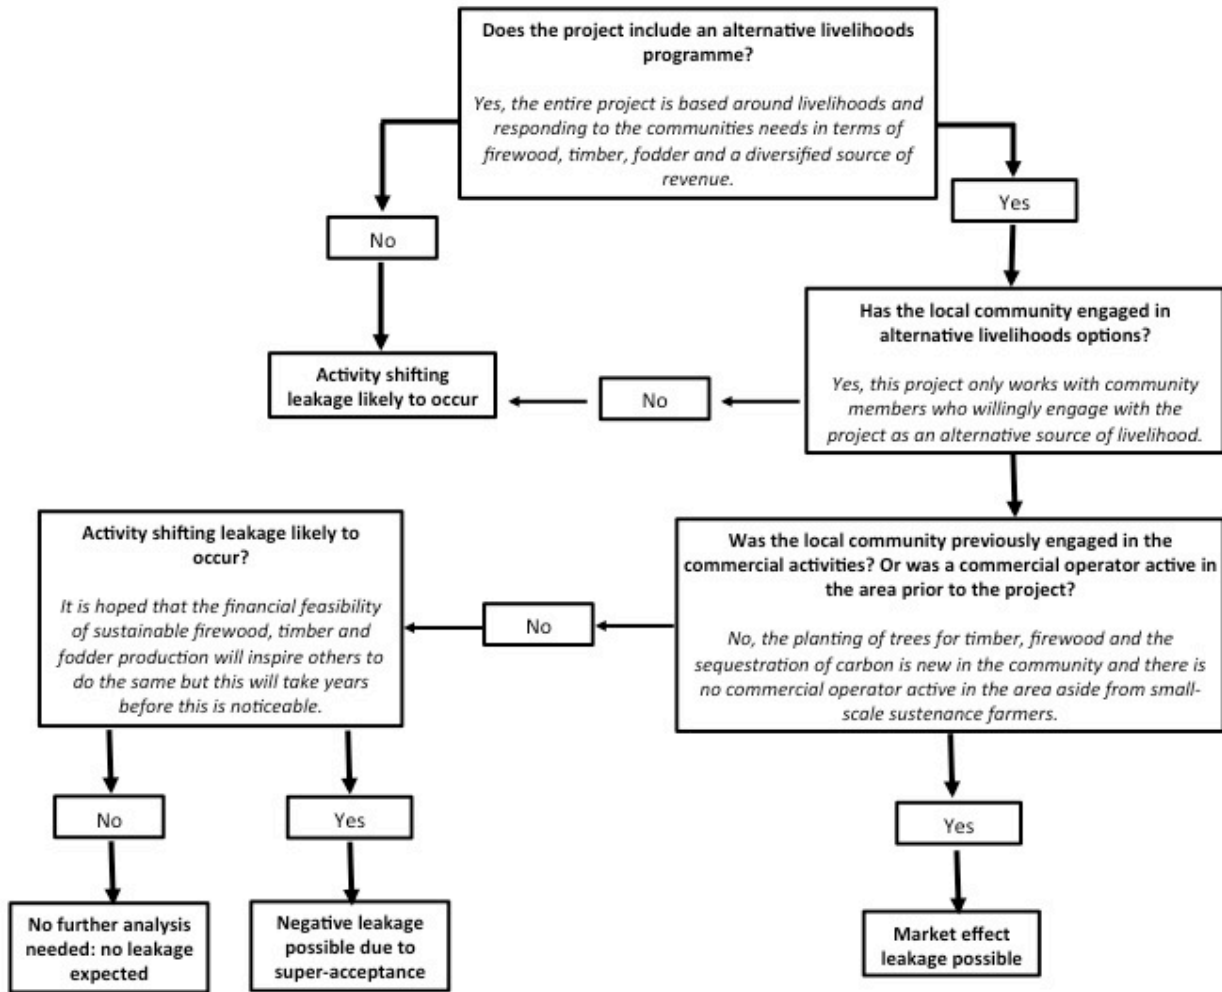 Does the project include an alternative livelihoods
programme?
Yes, the entire project is based around livelihoods and
responding to the communities needs in terms of
firewood, timber, fodder and a diversified source of
revenue.
No
Yes
Has the local community engaged in
alternative livelihoods options?
Yes, this project only works with community
members who willingly engage with the
project as an alternative source of livelihood.
Activity shifting
leakage likely to occur
No
Activity shifting leakage likely to
occur?
It is hoped that the financial feasibility
of sustainable firewood, timber and
fodder production will inspire others to
do the same but this will take years
before this is noticeable.
No
Was the local community previously engaged in the
commercial activities? Or was a commercial operator active in
the area prior to the project?
No, the planting of trees for timber, firewood and the
sequestration of carbon is new in the community and there is
no commercial operator active in the area aside from small-
scale sustenance farmers.
No
Yes
Yes
No further analysis
needed: no leakage
expected
Negative leakage
possible due to
super-acceptance
Market effect
leakage possible